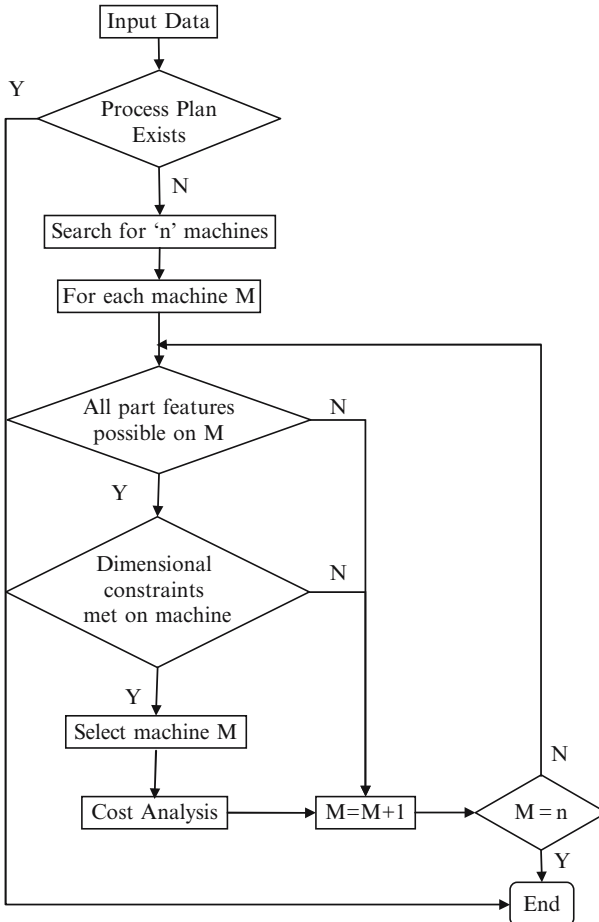 Input Data
Y
Process Plan
Exists
N
Search for ‘n’ machines
For each machine M
All part features
possible on M
N
Y
Dimensional
constraints
met on machine
N
Y
Select machine M
N
Cost Analysis
M=M+1
M = n
Y
End